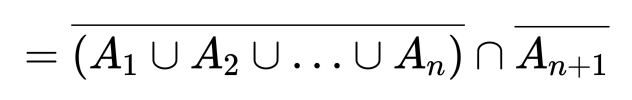 $= \overline{(A_1 \cup A_2 \cup \ldots \cup A_n)} \cap \overline{A_{n+1}}$